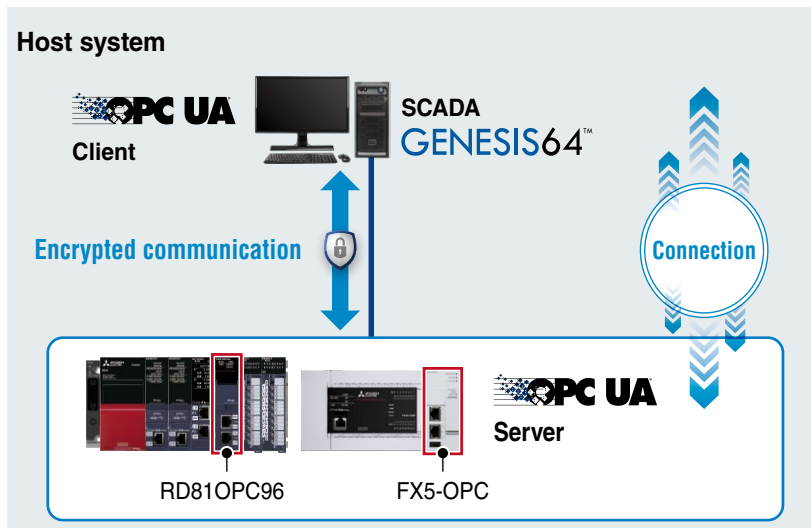 Host system
OPC UA
Client
SCADA
GENESIS64™
Encrypted communication
Connection
OPC UA
Server
RD81OPC96
FX5-OPC